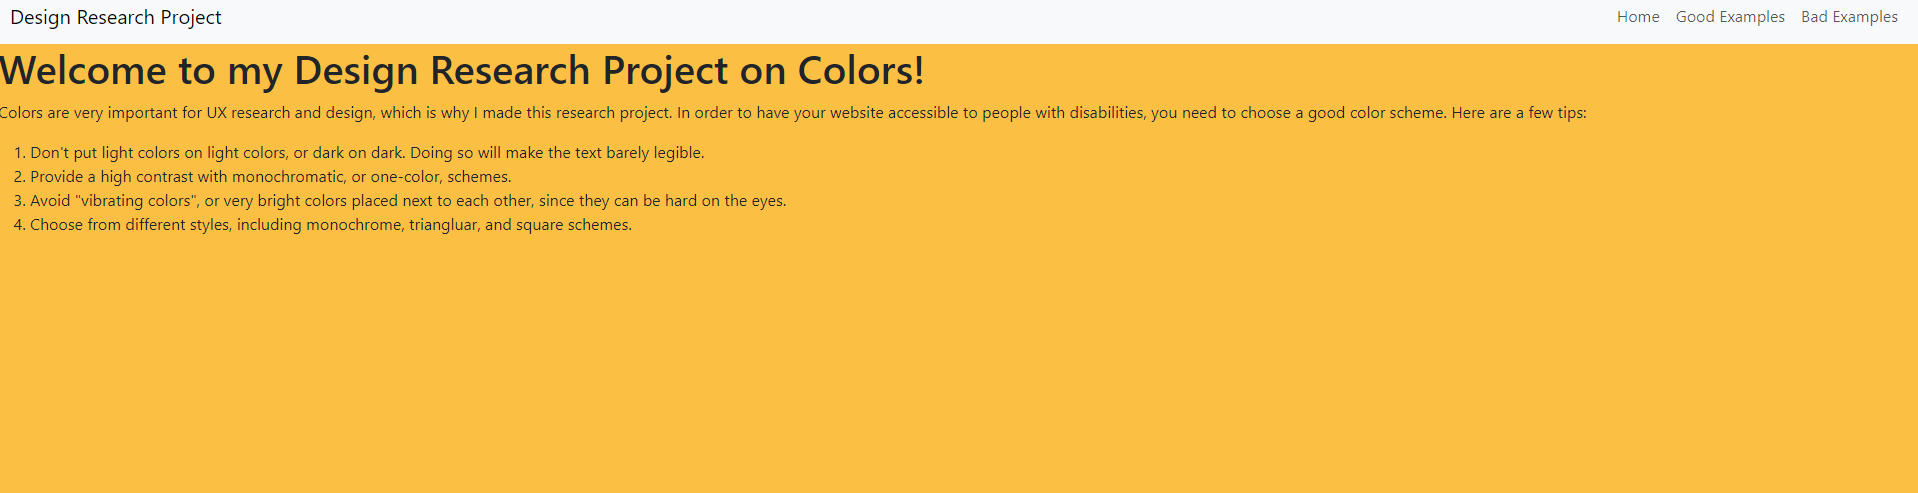 Design Research Project
Home
Good Examples
Bad Examples
Welcome to my Design Research Project on Colors!
Colors are very important for UX research and design, which is why I made this research project. In order to have your website accessible to people with disabilities, you need to choose a good color scheme. Here are a few tips:
1. Don't put light colors on light colors, or dark on dark. Doing so will make the text barely legible.
2. Provide a high contrast with monochromatic, or one-color, schemes.
3. Avoid "vibrating colors", or very bright colors placed next to each other, since they can be hard on the eyes.
4. Choose from different styles, including monochrome, triangluar, and square schemes.